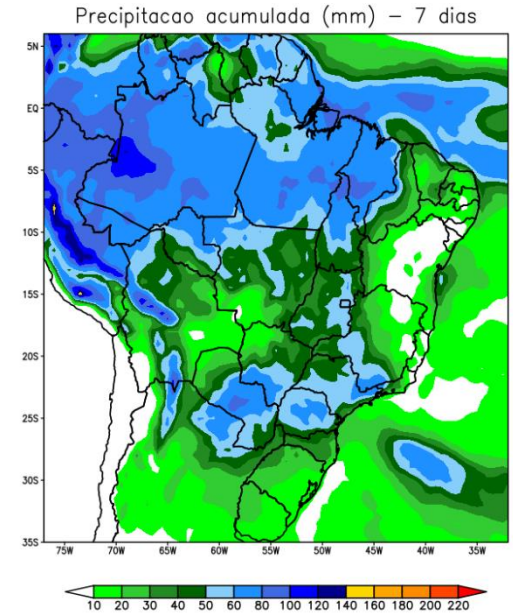 Precipitacao acumulada (mm) – 7 dias
5N
EQ
5S
10S
15S
20S
25S
30S
35S
75W 70W 65W 60W 55W 50W 45W 40W 35W
10 20 30 40 50 60 80 100 120 140 160 180 200 220